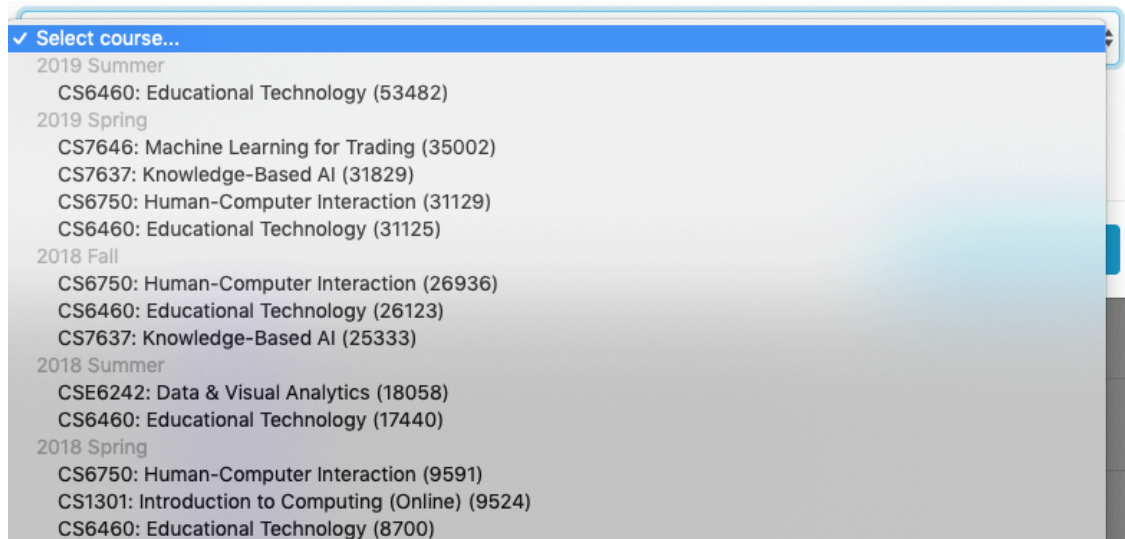 ✓ Select course...
2019 Summer
CS6460: Educational Technology (53482)
2019 Spring
CS7646: Machine Learning for Trading (35002)
CS7637: Knowledge-Based AI (31829)
CS6750: Human-Computer Interaction (31129)
CS6460: Educational Technology (31125)
2018 Fall
CS6750: Human-Computer Interaction (26936)
CS6460: Educational Technology (26123)
CS7637: Knowledge-Based AI (25333)
2018 Summer
CSE6242: Data & Visual Analytics (18058)
CS6460: Educational Technology (17440)
2018 Spring
CS6750: Human-Computer Interaction (9591)
CS1301: Introduction to Computing (Online) (9524)
CS6460: Educational Technology (8700)